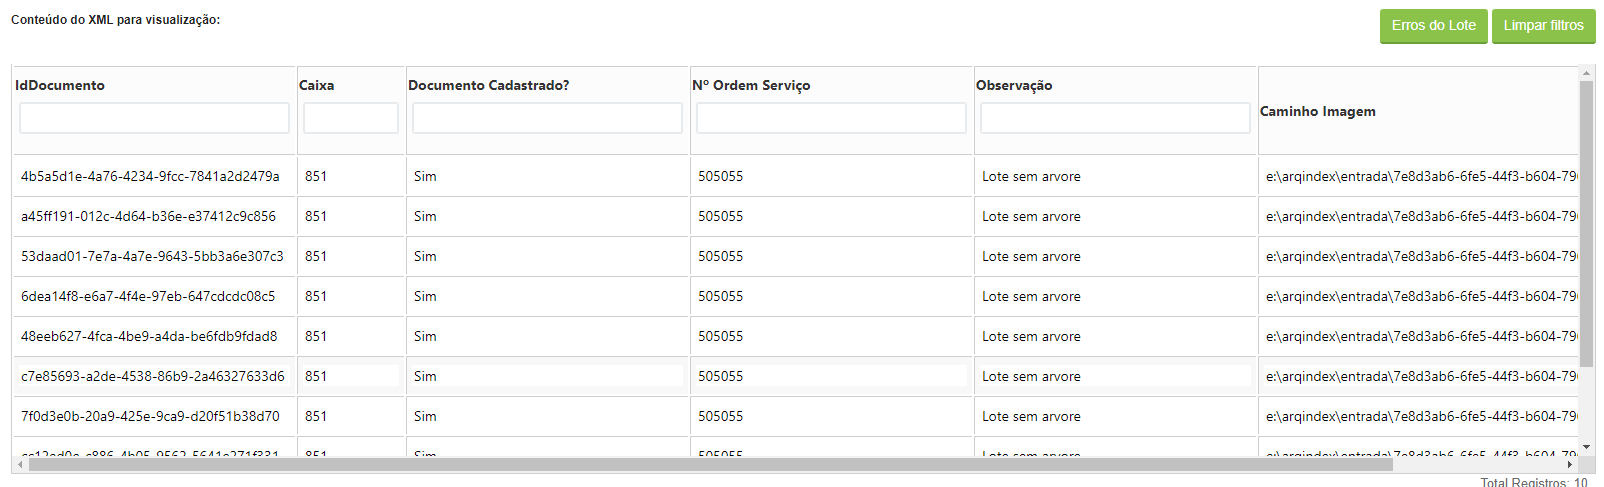 Conteúdo do XML para visualização:
Erros do Lote Limpar filtros
IdDocumento Caixa Documento Cadastrado? Nº Ordem Serviço Observação Caminho Imagem
4b5a5d1e-4a76-4234-9fcc-7841a2d2479a 851 Sim 505055 Lote sem arvore e:\arqindex\entrada\7e8d3ab6-6fe5-44f3-b604-79
a45ff191-012c-4d64-b36e-e37412c9c856 851 Sim 505055 Lote sem arvore e:\arqindex\entrada\7e8d3ab6-6fe5-44f3-b604-79
53daad01-7e7a-4a7e-9643-5bb3a6e307c3 851 Sim 505055 Lote sem arvore e:\arqindex\entrada\7e8d3ab6-6fe5-44f3-b604-79
6dea14f8-e6a7-4f4e-97eb-647cdcdc08c5 851 Sim 505055 Lote sem arvore e:\arqindex\entrada\7e8d3ab6-6fe5-44f3-b604-79
48eeb627-4fca-4be9-a4da-be6fdb9fdad8 851 Sim 505055 Lote sem arvore e:\arqindex\entrada\7e8d3ab6-6fe5-44f3-b604-79
c7e85693-a2de-4538-86b9-2a46327633d6 851 Sim 505055 Lote sem arvore e:\arqindex\entrada\7e8d3ab6-6fe5-44f3-b604-79
7f0d3e0b-20a9-425e-9ca9-d20f51b38d70 851 Sim 505055 Lote sem arvore e:\arqindex\entrada\7e8d3ab6-6fe5-44f3-b604-79
851 Sim 505055 Lote sem arvore
Total Registros: 10